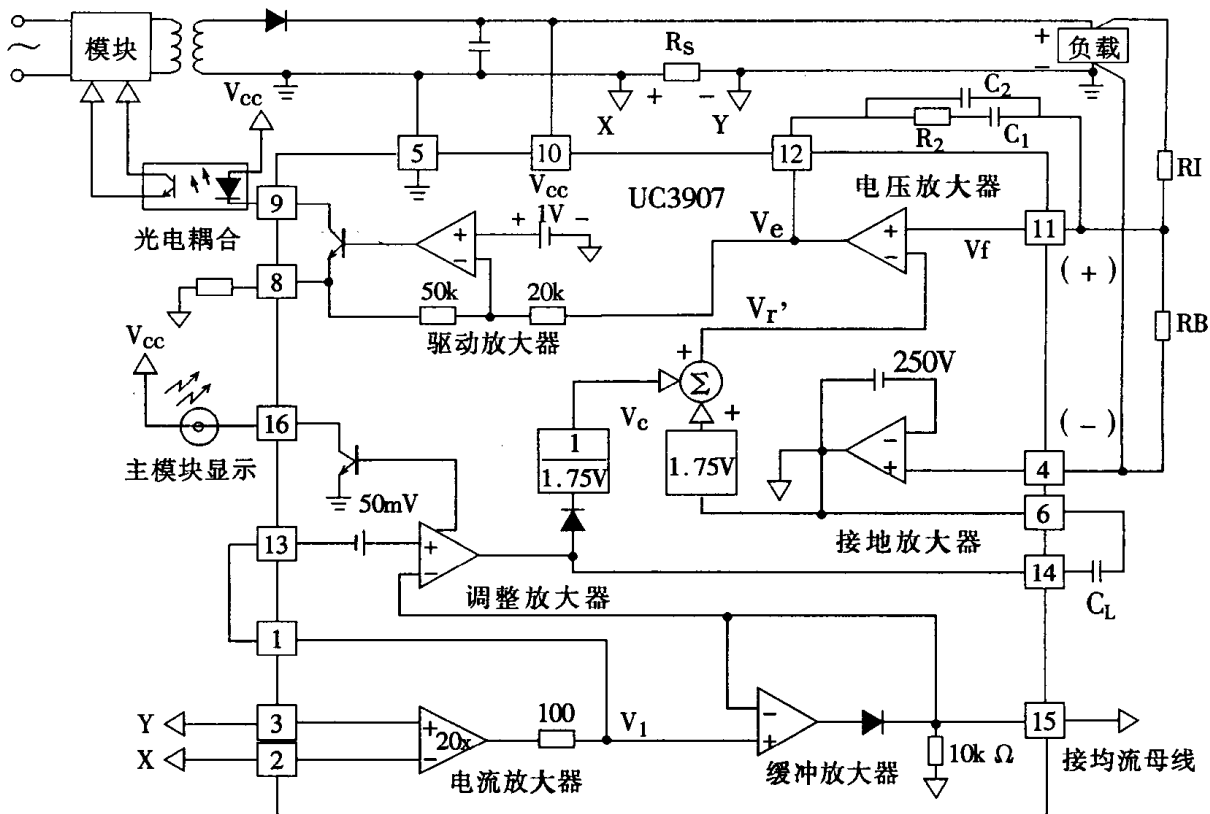 模块
Vcc
光电耦合
RS
X
+
-
Y
+
负载
-
C2
R2
C1
RI
5
10
Vcc
12
UC3907
电压放大器
9
+ 1V -
+
-
Ve
+
-
Vf
11
(+)
8
50k
20k
驱动放大器
Vr'
RB
Vcc
16
主模块显示
50mV
+
Σ
+
Vc
1
1.75V
1.75V
250V
-
+
(-)
4
6
接地放大器
13
+
-
调整放大器
14
CL
1
Y
3
X
2
+
20x
-
100
V1
电流放大器
-
+
缓冲放大器
10k Ω
15
接均流母线